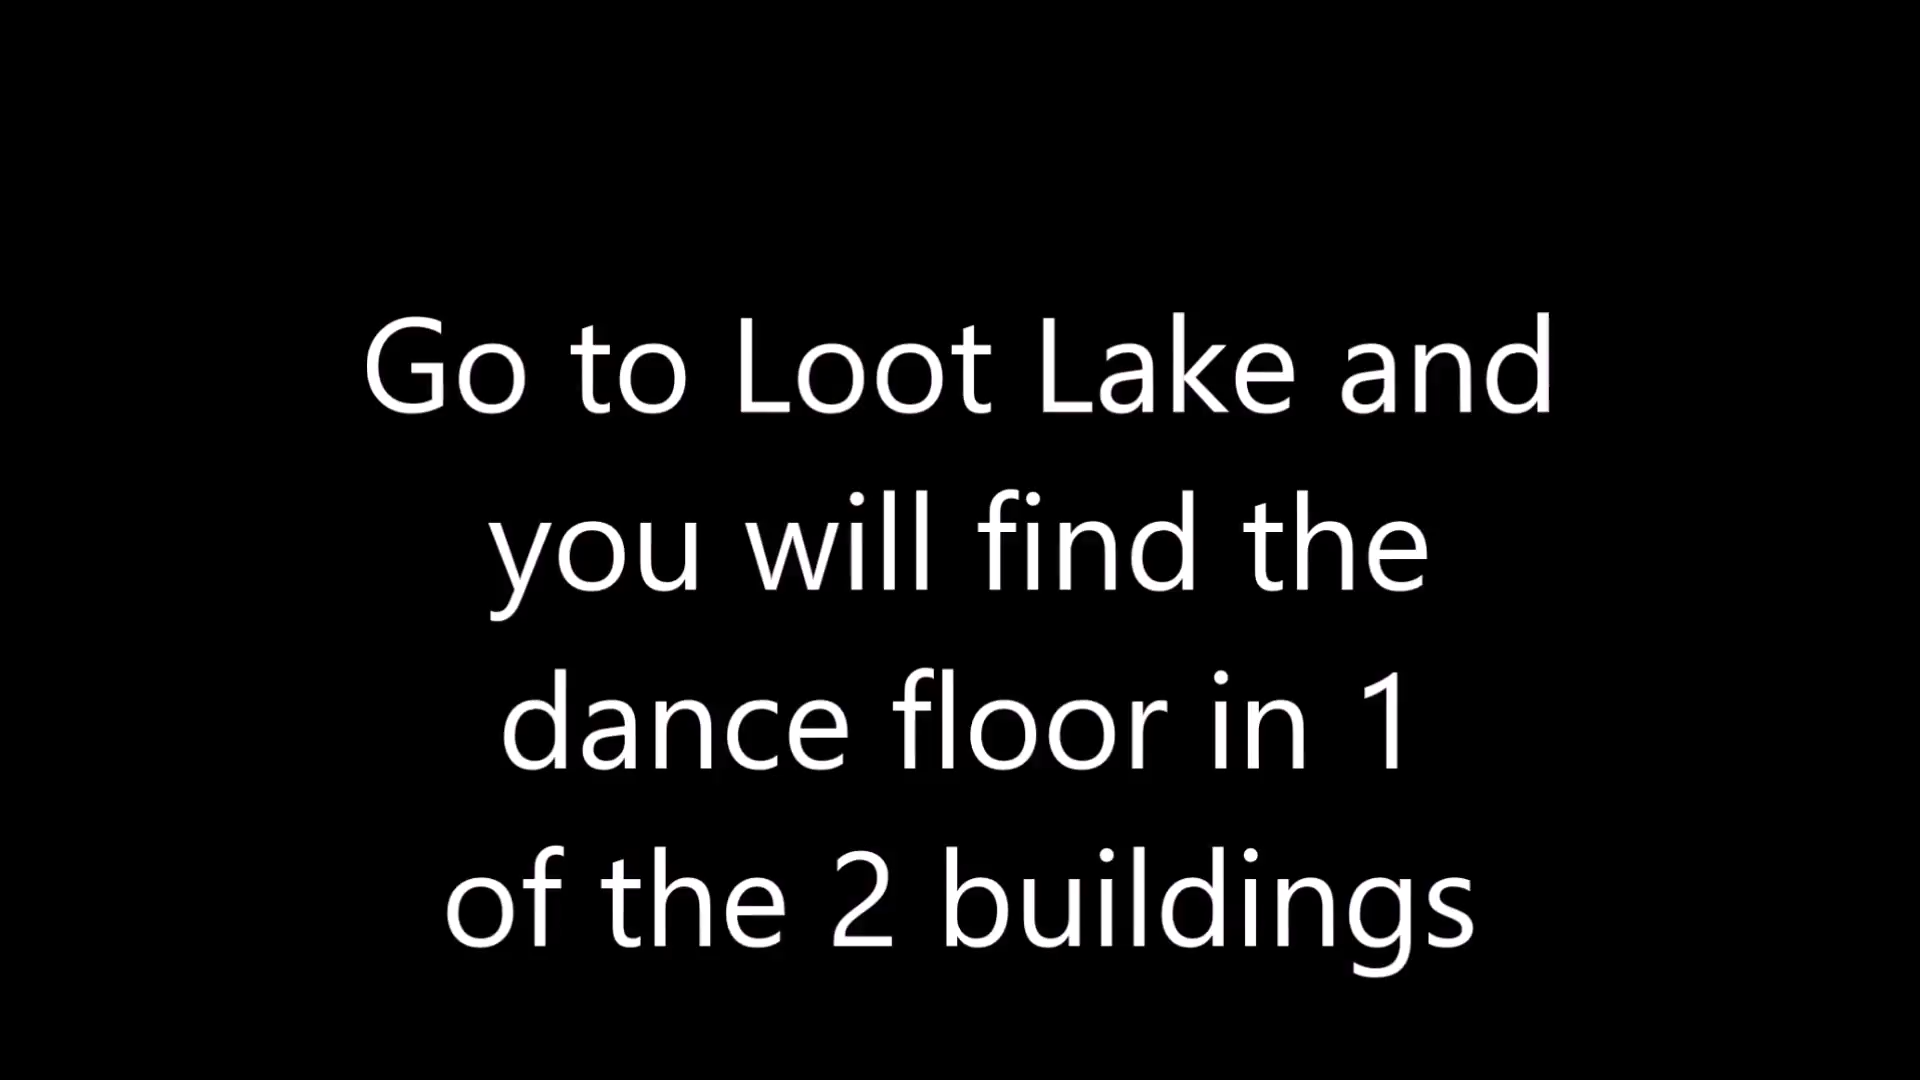 Go to Loot Lake and
you will find the
dance floor in 1
of the 2 buildings